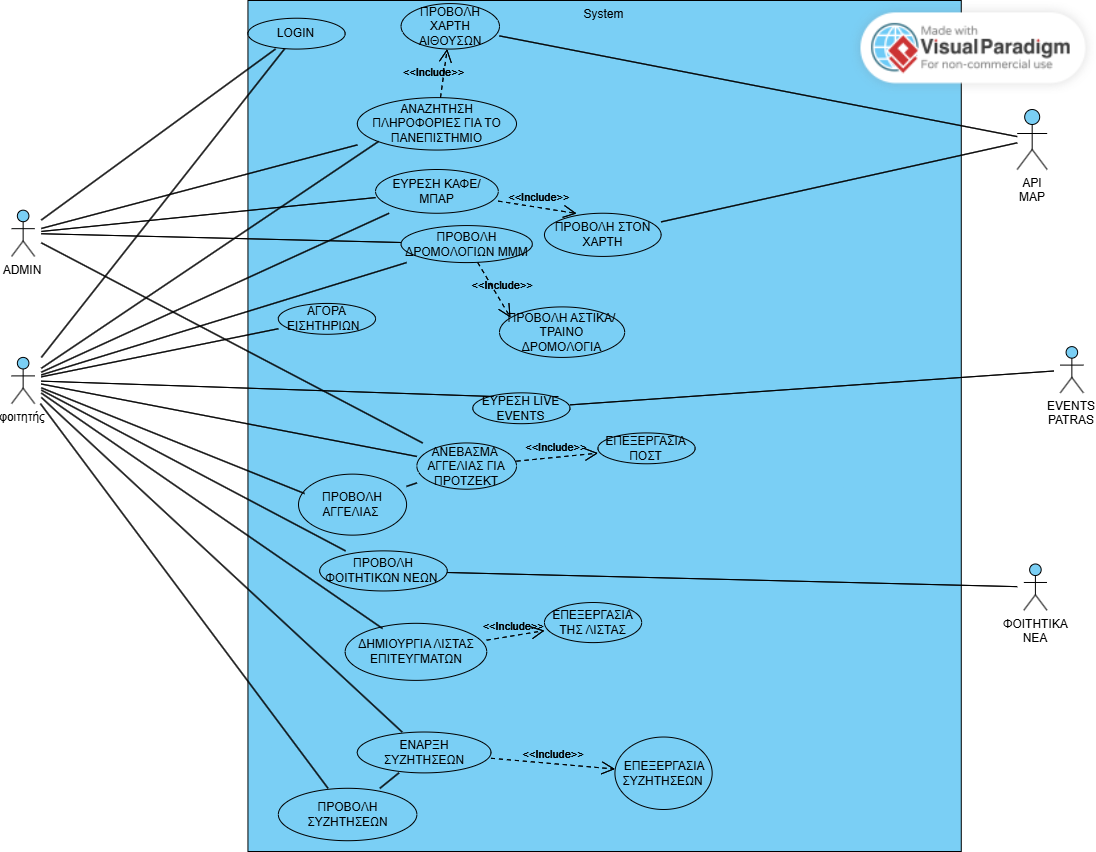 System
LOGIN
ΠΡΟΒΟΛΗ
ΧΑΡΤΗ
ΑΙΘΟΥΣΩΝ
Made with
VisualParadigm
For non-commercial use
<<Include>>
ΑΝΑΖΗΤΗΣΗ
ΠΛΗΡΟΦΟΡΙΕΣ ΓΙΑ ΤΟ
ΠΑΝΕΠΙΣΤΗΜΙΟ
API
MAP
ΕΥΡΕΣΗ ΚΑΦΕ/
ΜΠΑΡ
<<Include>>
ΠΡΟΒΟΛΗ ΣΤΟΝ
ΧΑΡΤΗ
ADMIN
ΠΡΟΒΟΛΗ
ΔΡΟΜΟΛΟΓΙΩΝ ΜΜΜ
<<Include>>
ΑΓΟΡΑ
ΕΙΣΗΤΗΡΙΩΝ
ΠΡΟΒΟΛΗ ΑΣΤΙΚΑ/
ΤΡΑΙΝΟ
ΔΡΟΜΟΛΟΓΙΑ
φοιτητής
ΕΥΡΕΣΗ LIVE
EVENTS
EVENTS
PATRAS
ΑΝΕΒΑΣΜΑ
ΑΓΓΕΛΙΑΣ ΓΙΑ
ΠΡΟΤΖΕΚΤ
<<Include>>
ΕΠΕΞΕΡΓΑΣΙΑ
ΠΟΣΤ
ΠΡΟΒΟΛΗ
ΑΓΓΕΛΙΑΣ
ΠΡΟΒΟΛΗ
ΦΟΙΤΗΤΙΚΩΝ ΝΕΩΝ
ΦΟΙΤΗΤΙΚΑ
ΝΕΑ
ΔΗΜΙΟΥΡΓΙΑ ΛΙΣΤΑΣ
ΕΠΙΤΕΥΓΜΑΤΩΝ
<<Include>>
ΕΠΕΞΕΡΓΑΣΙΑ
ΤΗΣ ΛΙΣΤΑΣ
ΕΝΑΡΞΗ
ΣΥΖΗΤΗΣΕΩΝ
<<Include>>
ΕΠΕΞΕΡΓΑΣΙΑ
ΣΥΖΗΤΗΣΕΩΝ
ΠΡΟΒΟΛΗ
ΣΥΖΗΤΗΣΕΩΝ